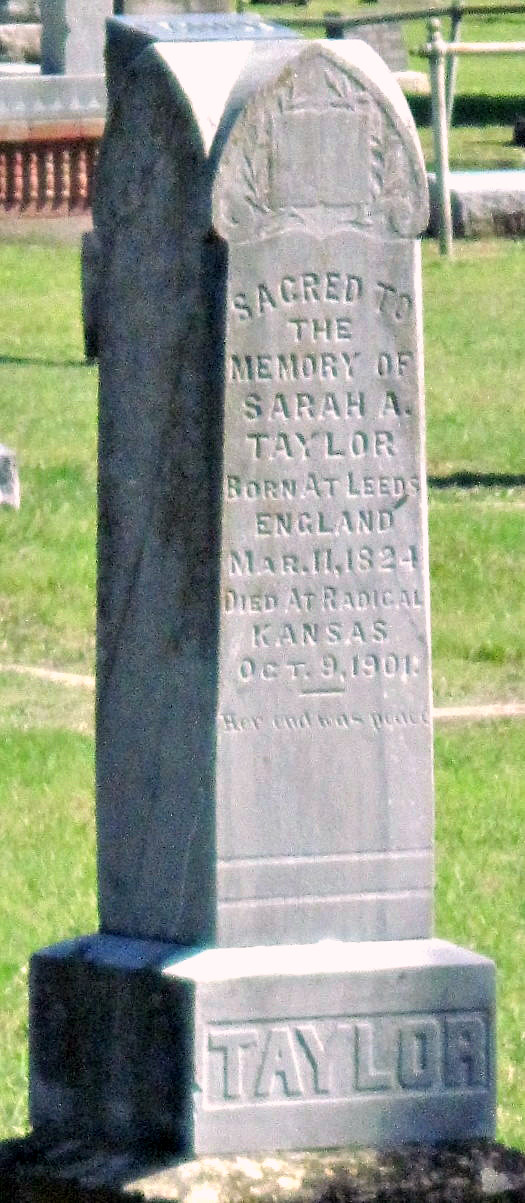 SACRED TO
THE
MEMORY OF
SARAH A.
TAYLOR
BORN AT LEEDS
ENGLAND
MAR. 11, 1824
DIED AT RADICAL
KANSAS
OCT. 9, 1901.
Her end was peace
TAYLOR